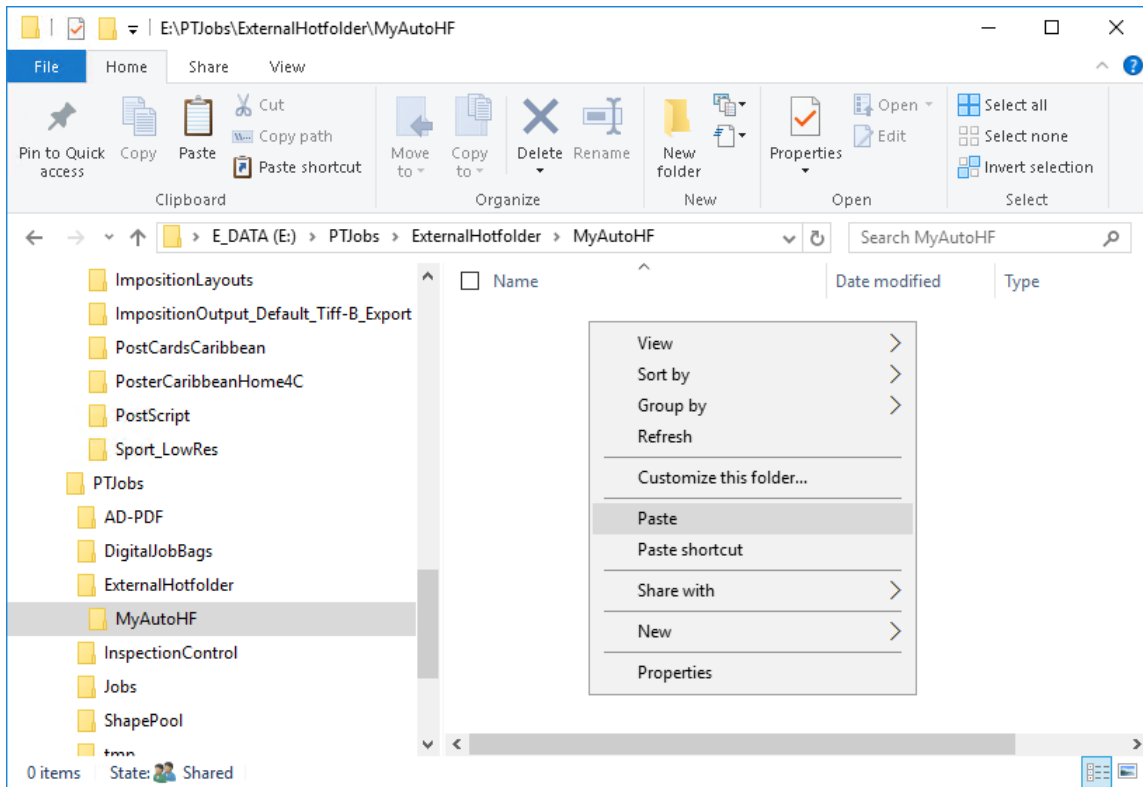 E:\PTJobs\ExternalHotfolder\MyAutoHF
File Home Share View
Pin to Quick access
Copy
Paste
Cut
Copy path
Paste shortcut
Clipboard
Move to
Copy to
Delete
Rename
Organize
New folder
New
Properties
Open
Edit
Open
Select all
Select none
Invert selection
Select
E_DATA (E:) > PTJobs > ExternalHotfolder > MyAutoHF
Search MyAutoHF
ImpositionLayouts
ImpositionOutput_Default_Tiff-B_Export
PostCardsCaribbean
PosterCaribbeanHome4C
PostScript
Sport_LowRes
PTJobs
AD-PDF
DigitalJobBags
ExternalHotfolder
MyAutoHF
InspectionControl
Jobs
ShapePool
tmp
Name Date modified Type
View
Sort by
Group by
Refresh
Customize this folder...
Paste
Paste shortcut
Share with
New
Properties
0 items State: Shared